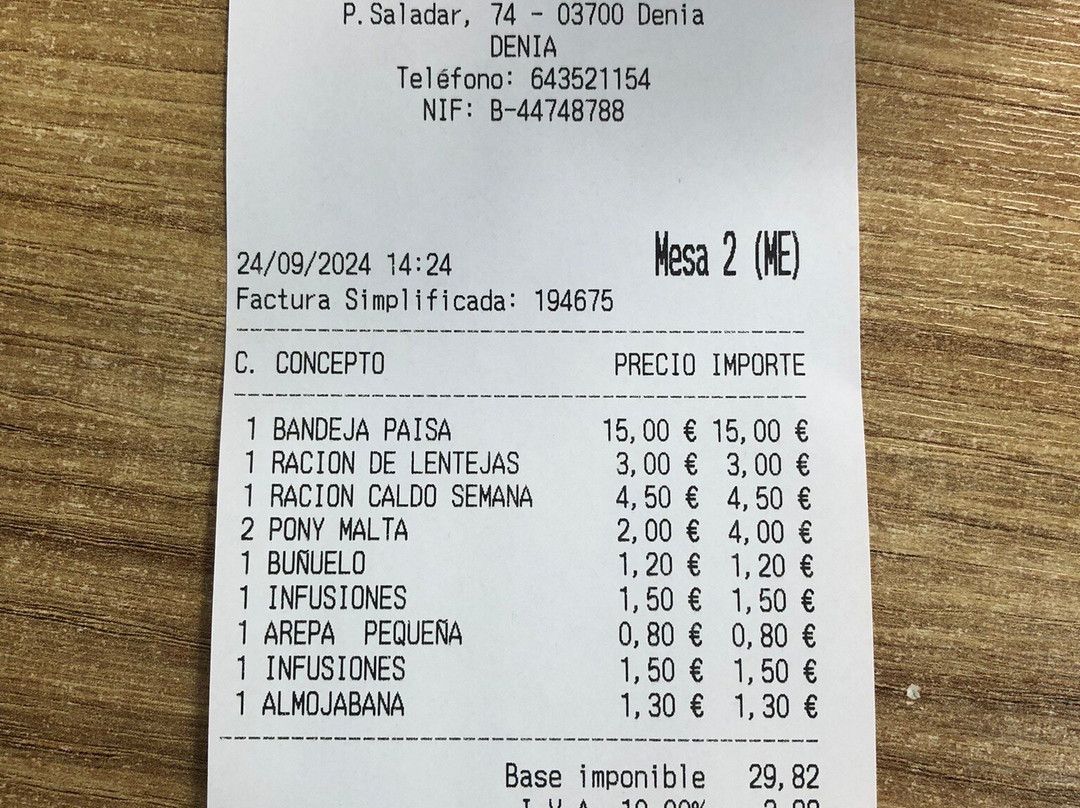 P.Saladar, 74 - 03700 Denia
DENIA
Teléfono: 643521154
NIF: B-44748788
Mesa 2 (ME)
24/09/2024 14:24
Factura Simplificada: 194675
C. CONCEPTO PRECIO IMPORTE
1 BANDEJA PAISA 15,00 € 15,00 €
1 RACION DE LENTEJAS 3,00 € 3,00 €
1 RACION CALDO SEMANA 4,50 € 4,50 €
2 PONY MALTA 2,00 € 4,00 €
1 BUÑUELO 1,20 € 1,20 €
1 INFUSIONES 1,50 € 1,50 €
1 AREPA PEQUEÑA 0,80 € 0,80 €
1 INFUSIONES 1,50 € 1,50 €
1 ALMOJABANA 1,30 € 1,30 €
Base imponible 29,82